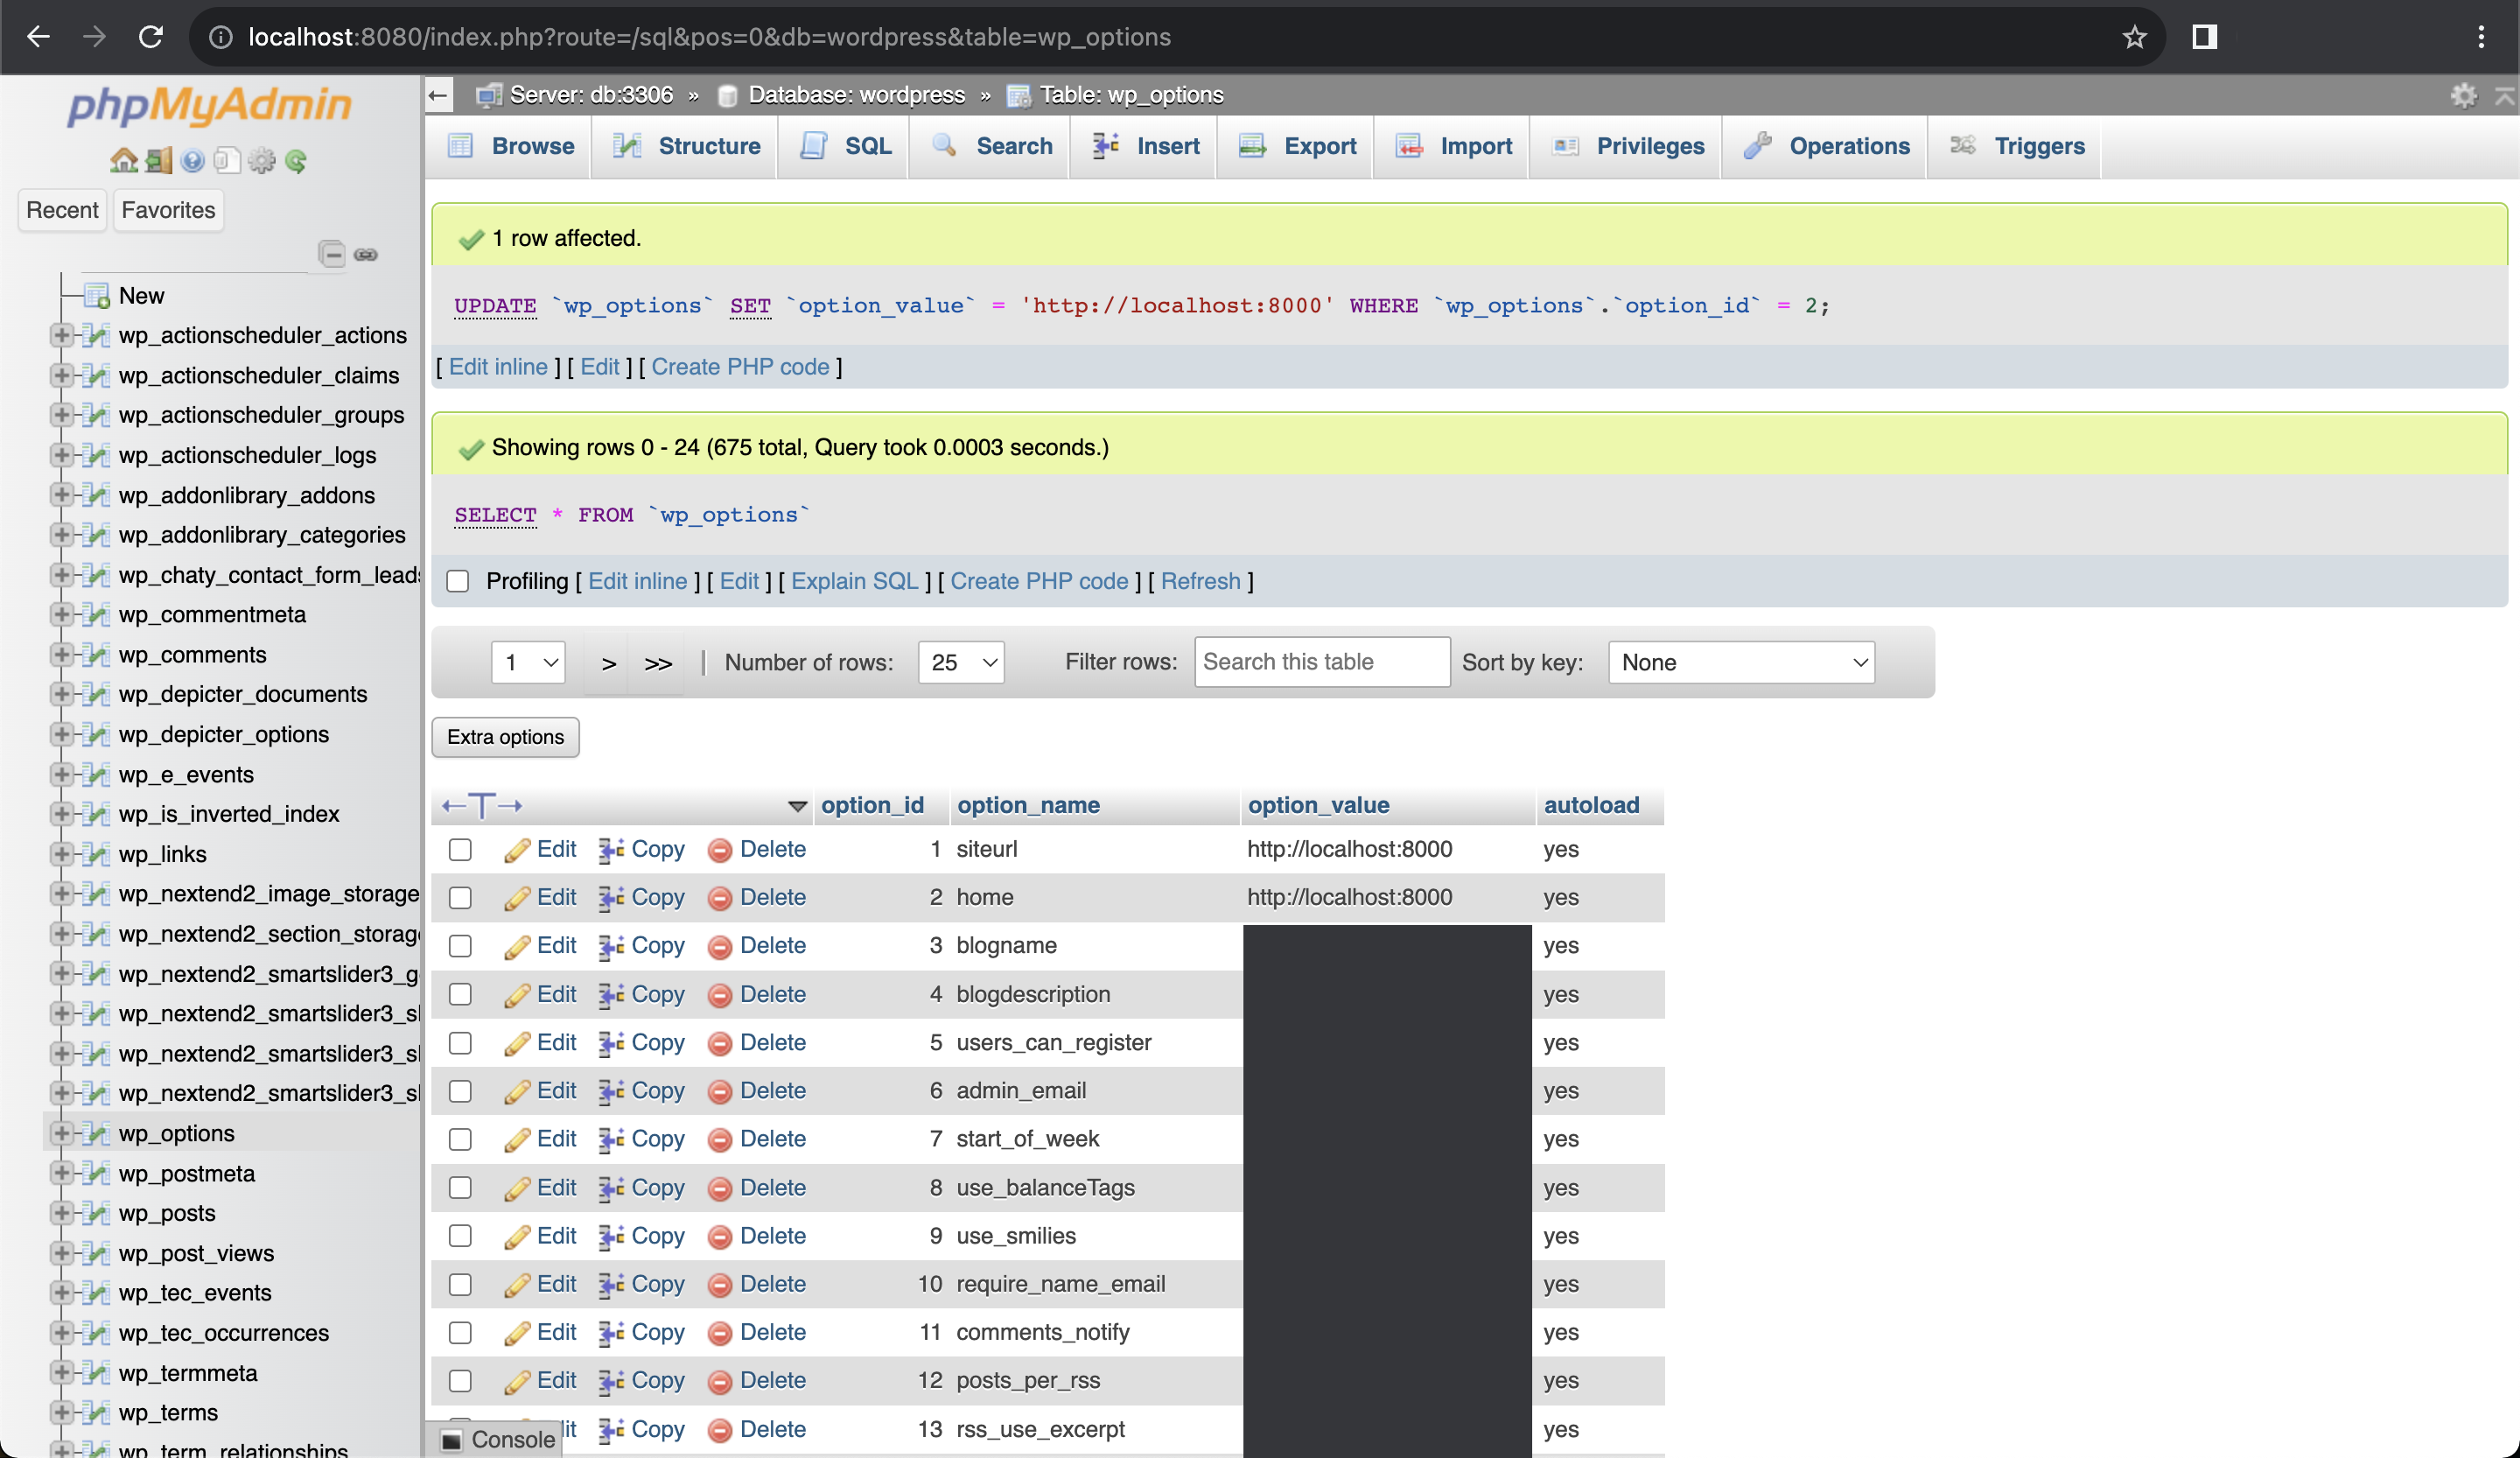 localhost:8080/index.php?route=/sql&pos=0&db=wordpress&table=wp_options
phpMyAdmin
Recent Favorites
New
wp_actionscheduler_actions
wp_actionscheduler_claims
wp_actionscheduler_groups
wp_actionscheduler_logs
wp_addonlibrary_addons
wp_addonlibrary_categories
wp_chaty_contact_form_leads
wp_commentmeta
wp_comments
wp_depicter_documents
wp_depicter_options
wp_e_events
wp_is_inverted_index
wp_links
wp_nextend2_image_storage
wp_nextend2_section_storag
wp_nextend2_smartslider3_g
wp_nextend2_smartslider3_sl
wp_nextend2_smartslider3_sl
wp_nextend2_smartslider3_sl
wp_options
wp_postmeta
wp_posts
wp_post_views
wp_tec_events
wp_tec_occurrences
wp_termmeta
wp_terms
wp_term_relationships
Server: db:3306 » Database: wordpress » Table: wp_options
Browse Structure SQL Search Insert Export Import Privileges Operations Triggers
1 row affected.
UPDATE `wp_options` SET `option_value` = 'http://localhost:8000' WHERE `wp_options`.`option_id` = 2;
[ Edit inline ] [ Edit ] [ Create PHP code ]
Showing rows 0 - 24 (675 total, Query took 0.0003 seconds.)
SELECT * FROM `wp_options`
Profiling [ Edit inline ] [ Edit ] [ Explain SQL ] [ Create PHP code ] [ Refresh ]
1 > >> | Number of rows: 25 Filter rows: Search this table Sort by key: None
Extra options
←T→ option_id option_name option_value autoload
Edit Copy Delete 1 siteurl http://localhost:8000 yes
Edit Copy Delete 2 home http://localhost:8000 yes
Edit Copy Delete 3 blogname yes
Edit Copy Delete 4 blogdescription yes
Edit Copy Delete 5 users_can_register yes
Edit Copy Delete 6 admin_email yes
Edit Copy Delete 7 start_of_week yes
Edit Copy Delete 8 use_balanceTags yes
Edit Copy Delete 9 use_smilies yes
Edit Copy Delete 10 require_name_email yes
Edit Copy Delete 11 comments_notify yes
Edit Copy Delete 12 posts_per_rss yes
lit Copy Delete 13 rss_use_excerpt yes
Console